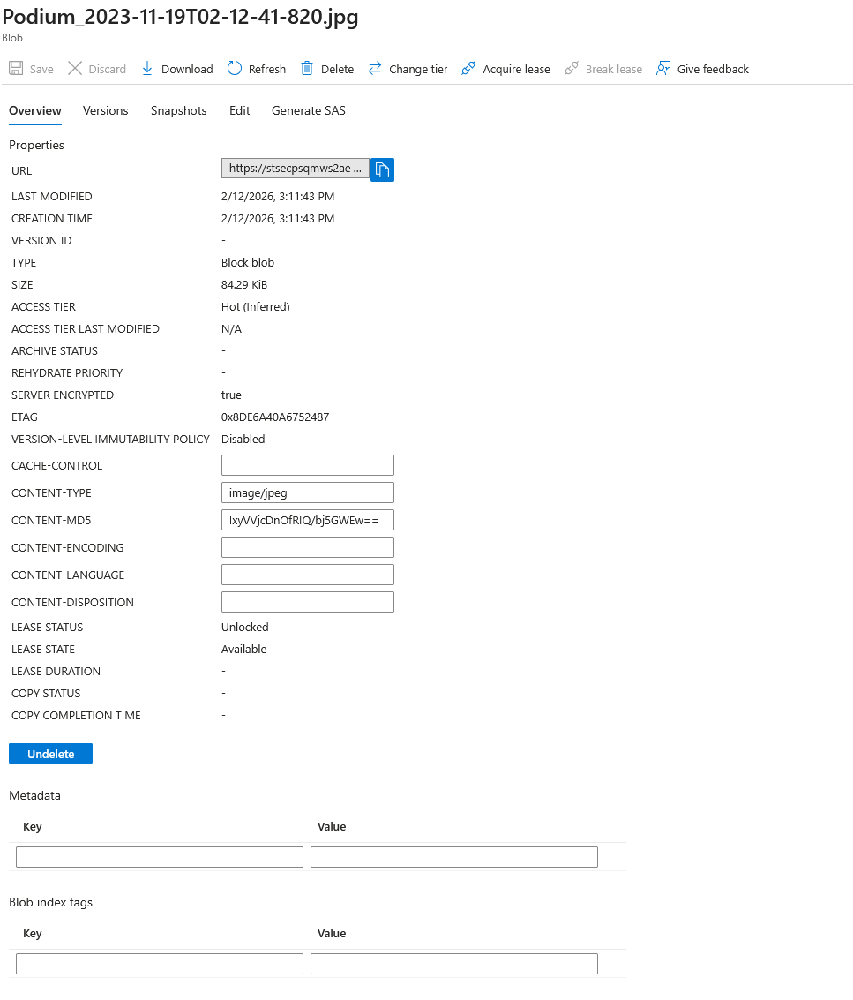 Podium_2023-11-19T02-12-41-820.jpg
Blob
Save Discard Download Refresh Delete Change tier Acquire lease Break lease Give feedback
Overview Versions Snapshots Edit Generate SAS
Properties
URL https://stsecpsqmws2ae ...
LAST MODIFIED 2/12/2026, 3:11:43 PM
CREATION TIME 2/12/2026, 3:11:43 PM
VERSION ID -
TYPE Block blob
SIZE 84.29 KiB
ACCESS TIER Hot (Inferred)
ACCESS TIER LAST MODIFIED N/A
ARCHIVE STATUS -
REHYDRATE PRIORITY -
SERVER ENCRYPTED true
ETAG 0x8DE6A40A6752487
VERSION-LEVEL IMMUTABILITY POLICY Disabled
CACHE-CONTROL
CONTENT-TYPE image/jpeg
CONTENT-MD5 IxyVVjcDnOfRIQ/bj5GWEw==
CONTENT-ENCODING
CONTENT-LANGUAGE
CONTENT-DISPOSITION
LEASE STATUS Unlocked
LEASE STATE Available
LEASE DURATION -
COPY STATUS -
COPY COMPLETION TIME -
Undelete
Metadata
Key Value
Blob index tags
Key Value